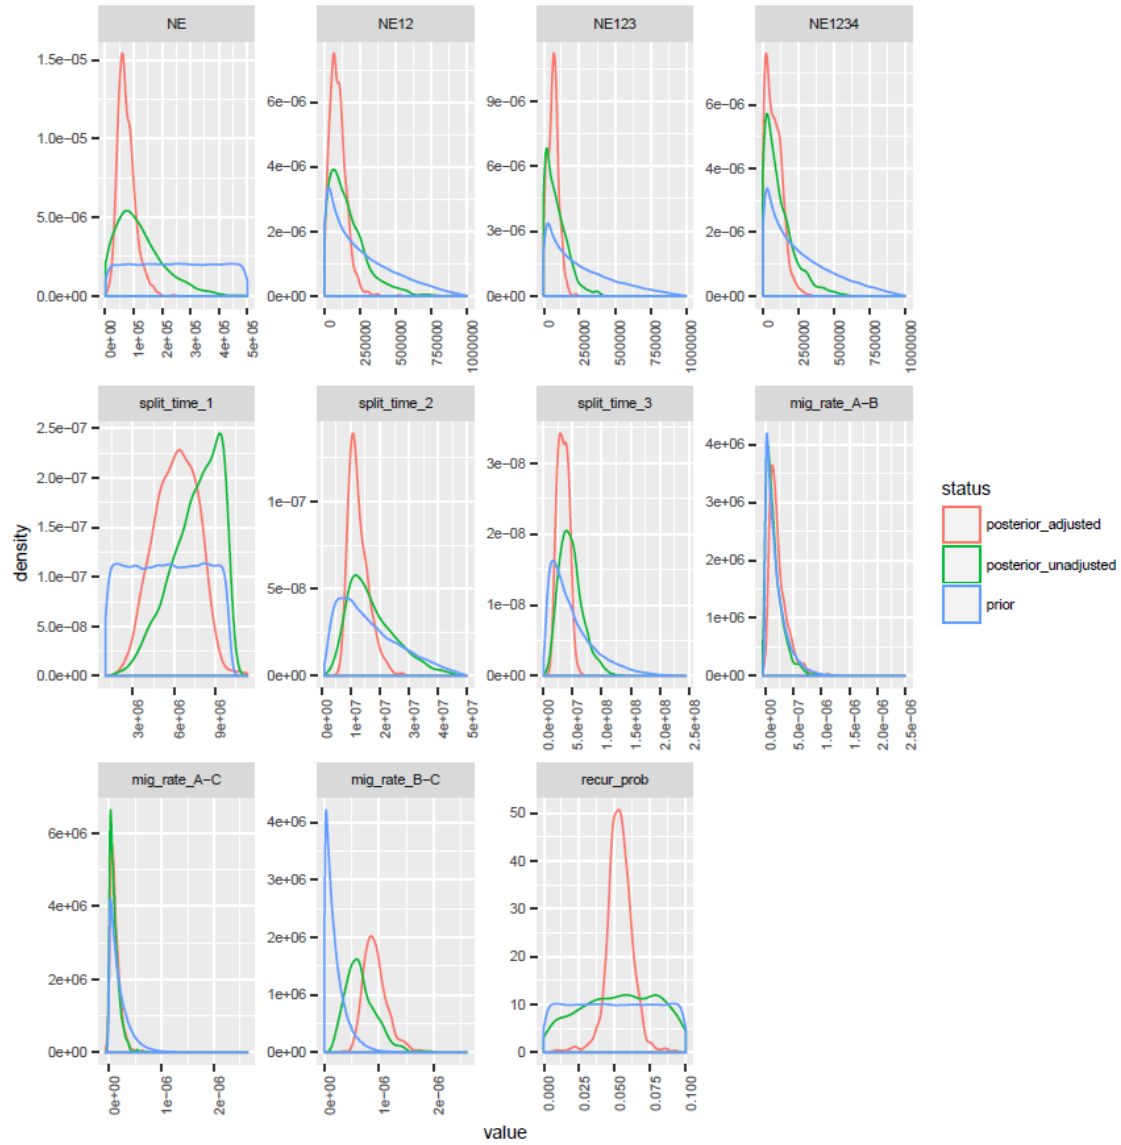 NE NE12 NE123 NE1234
1.5e−05
1.0e−05
5.0e−06
0.0e+00
6e−06
4e−06
2e−06
0e+00
9e−06
6e−06
3e−06
0e+00
6e−06
4e−06
2e−06
0e+00
0e+00 1e+05 2e+05 3e+05 4e+05 5e+05
0 250000 500000 750000 1000000
0 250000 500000 750000 1000000
0 250000 500000 750000 1000000
split_time_1 split_time_2 split_time_3 mig_rate_A−B
2.5e−07
2.0e−07
1.5e−07
1.0e−07
5.0e−08
0.0e+00
1e−07
5e−08
0e+00
3e−08
2e−08
1e−08
0e+00
4e+06
3e+06
2e+06
1e+06
0e+00
3e+06 6e+06 9e+06
0e+00 1e+07 2e+07 3e+07 4e+07 5e+07
0.0e+00 5.0e+07 1.0e+08 1.5e+08 2.0e+08 2.5e+08
0.0e+00 5.0e−07 1.0e−06 1.5e−06 2.0e−06 2.5e−06
density
status
posterior_adjusted
posterior_unadjusted
prior
mig_rate_A−C mig_rate_B−C recur_prob
6e+06
4e+06
2e+06
0e+00
4e+06
3e+06
2e+06
1e+06
0e+00
50
40
30
20
10
0
0e+00 1e−06 2e−06
0e+00 1e−06 2e−06
0.000 0.025 0.050 0.075 0.100
value